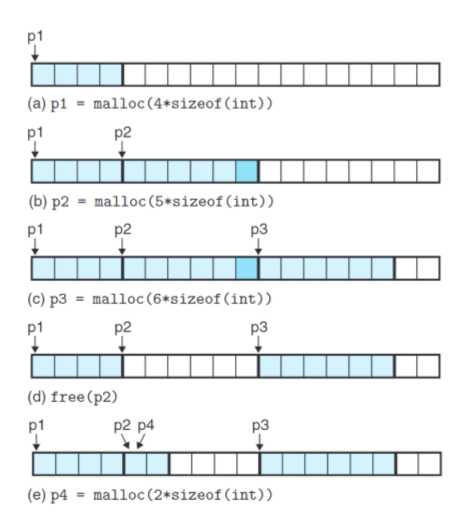 p1
(a) p1 = malloc(4*sizeof(int))
p1 p2
(b) p2 = malloc(5*sizeof(int))
p1 p2 p3
(c) p3 = malloc(6*sizeof(int))
p1 p2 p3
(d) free(p2)
p1 p2 p4 p3
(e) p4 = malloc(2*sizeof(int))